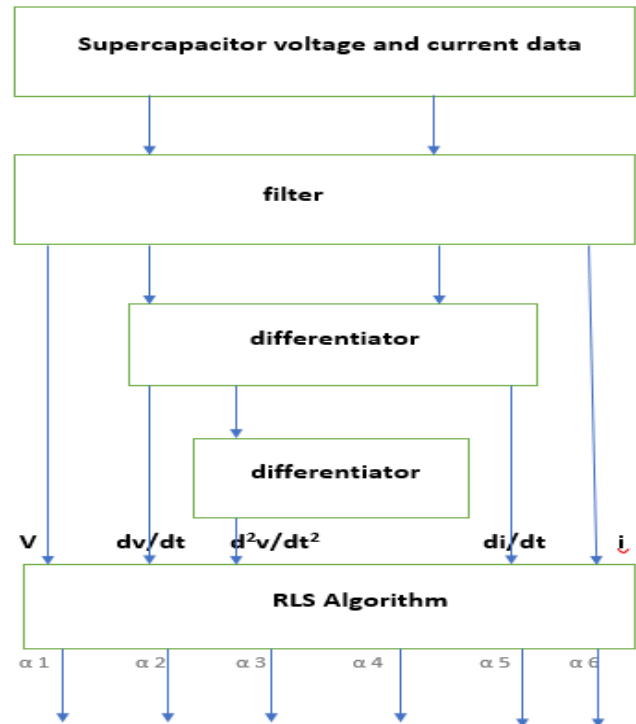 Supercapacitor voltage and current data
filter
differentiator
differentiator
V dv/dt d²v/dt² di/dt i
RLS Algorithm
α 1 α 2 α 3 α 4 α 5 α 6